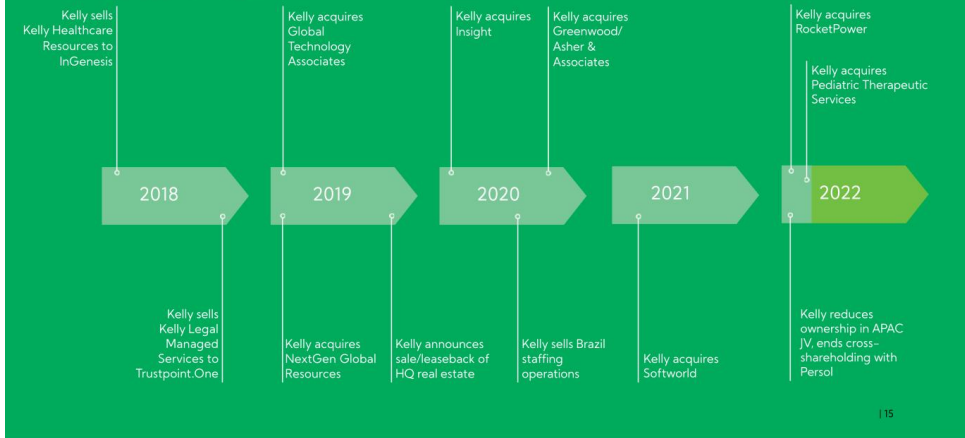 Kelly sells
Kelly Healthcare
Resources to
InGenesis
Kelly acquires
Global
Technology
Associates
Kelly acquires
Insight
Kelly acquires
Greenwood/
Asher &
Associates
Kelly acquires
RocketPower
Kelly acquires
Pediatric Therapeutic
Services
2018
2019
2020
2021
2022
Kelly sells
Kelly Legal
Managed
Services to
Trustpoint.One
Kelly acquires
NextGen Global
Resources
Kelly announces
sale/leaseback of
HQ real estate
Kelly sells Brazil
staffing
operations
Kelly acquires
Softworld
Kelly reduces
ownership in APAC
JV, ends cross-
shareholding with
Persol
| 15